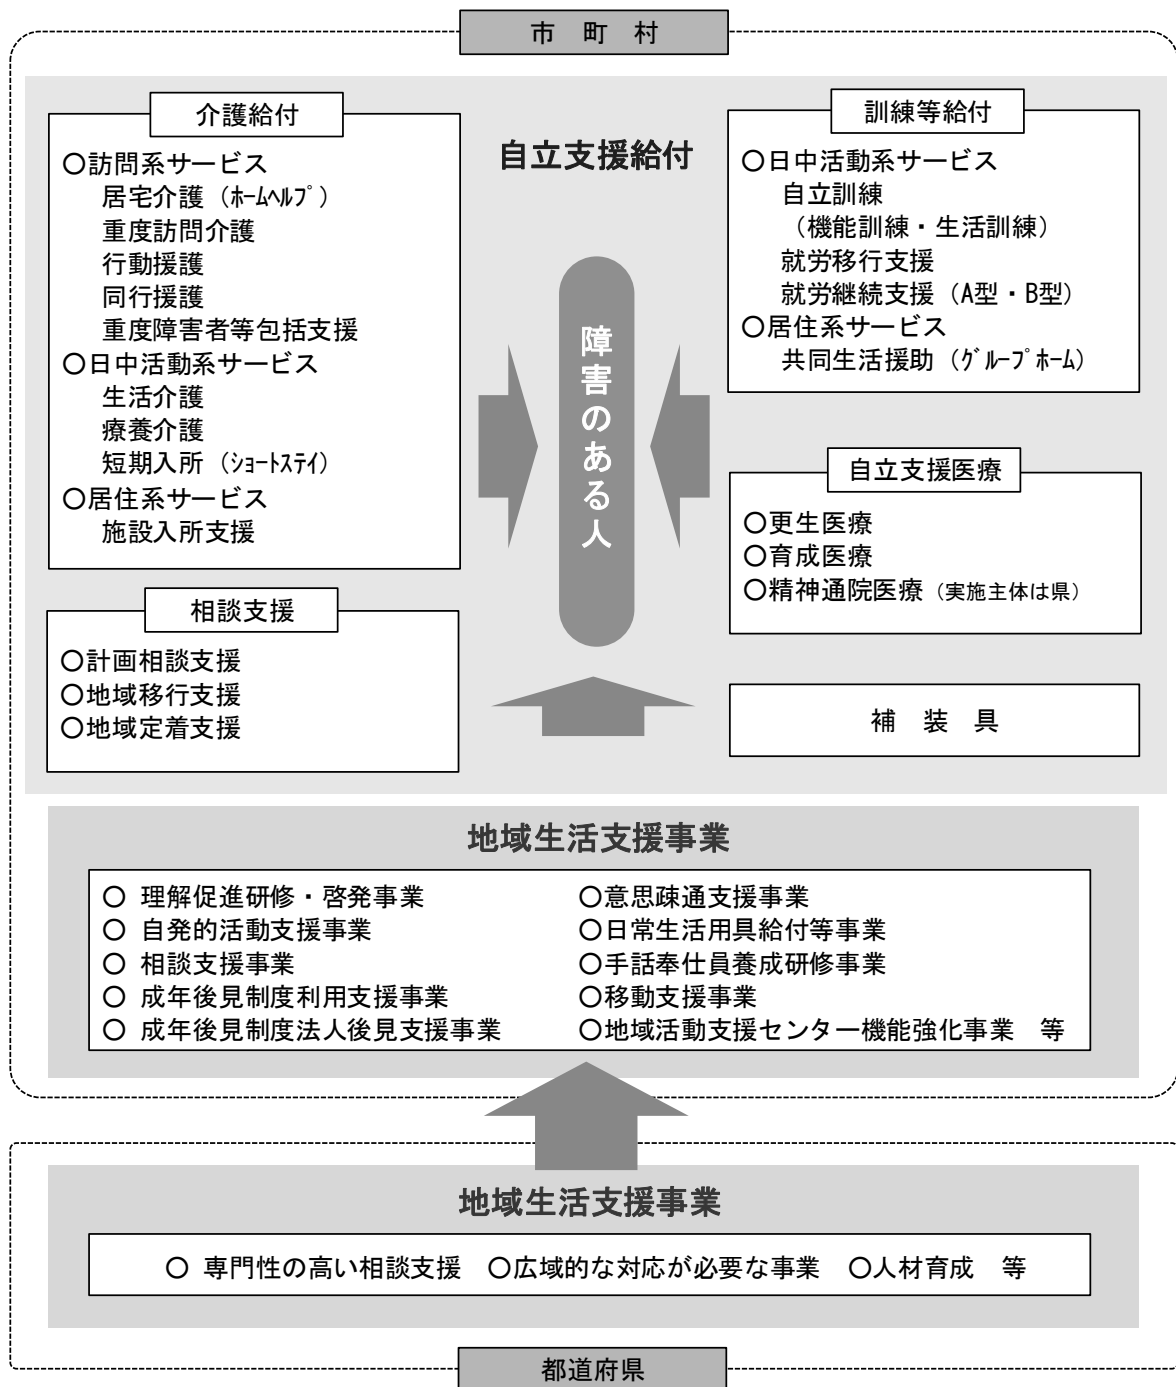 市　町　村
介護給付
〇訪問系サービス
居宅介護（ﾎｰﾑﾍﾙﾌﾟ）
重度訪問介護
行動援護
同行援護
重度障害者等包括支援
〇日中活動系サービス
生活介護
療養介護
短期入所（ｼｮｰﾄｽﾃｲ）
〇居住系サービス
施設入所支援
相談支援
〇計画相談支援
〇地域移行支援
〇地域定着支援
自立支援給付
障害のある人
訓練等給付
〇日中活動系サービス
自立訓練
（機能訓練・生活訓練）
就労移行支援
就労継続支援（A型・B型）
〇居住系サービス
共同生活援助（ｸﾞﾙｰﾌﾟﾎｰﾑ）
自立支援医療
〇更生医療
〇育成医療
〇精神通院医療（実施主体は県）
補　装　具
地域生活支援事業
〇 理解促進研修・啓発事業
〇 自発的活動支援事業
〇 相談支援事業
〇 成年後見制度利用支援事業
〇 成年後見制度法人後見支援事業
〇意思疎通支援事業
〇日常生活用具給付等事業
〇手話奉仕員養成研修事業
〇移動支援事業
〇地域活動支援センター機能強化事業　等
地域生活支援事業
〇 専門性の高い相談支援　〇広域的な対応が必要な事業　〇人材育成　等
都道府県